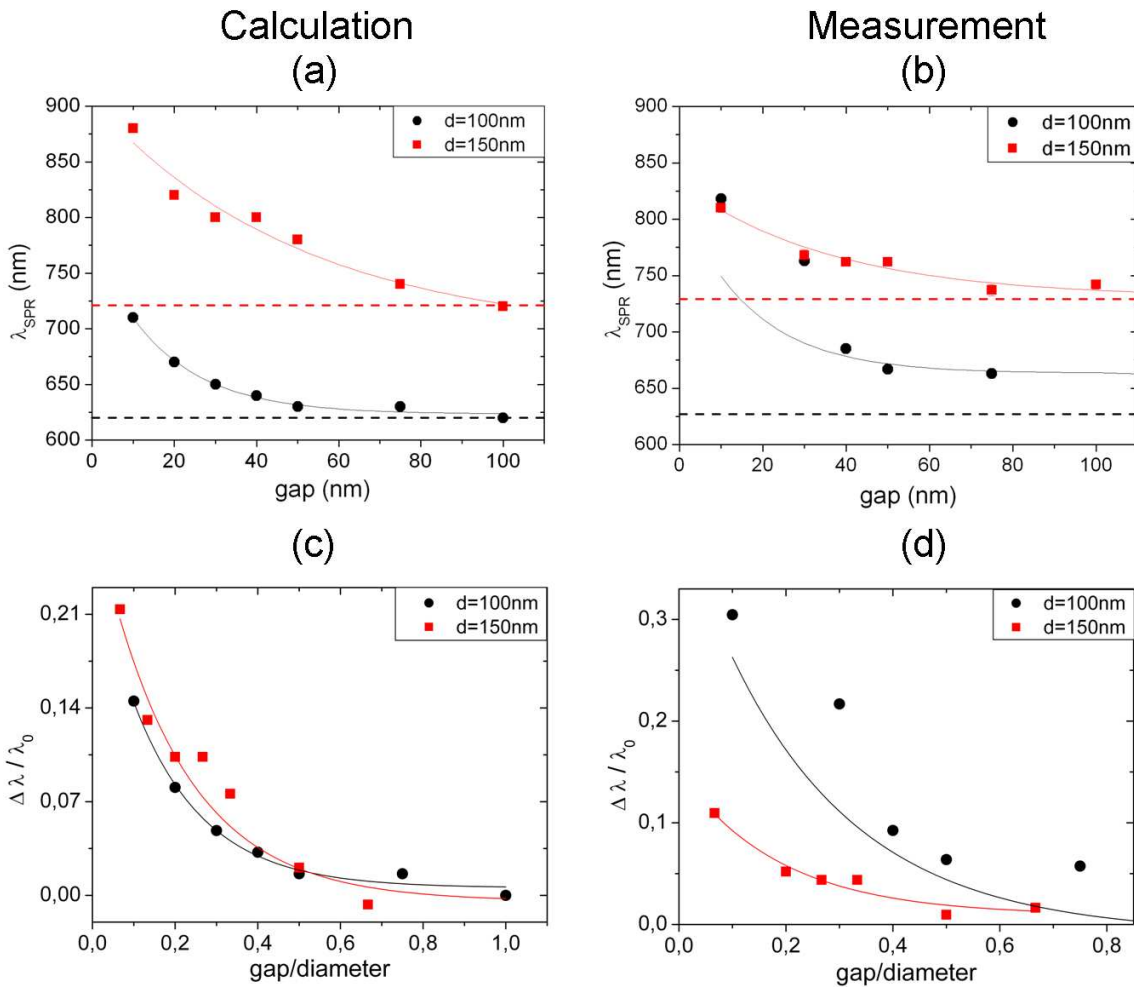 Calculation
Measurement
(a)
(b)
900
850
800
750
700
650
600
λSPR (nm)
d=100nm
d=150nm
0
20
40
60
80
100
gap (nm)
900
850
800
750
700
650
600
λSPR (nm)
d=100nm
d=150nm
0
20
40
60
80
100
gap (nm)
(c)
(d)
0,21
0,14
0,07
0,00
Δ λ / λ0
d=100nm
d=150nm
0,0
0,2
0,4
0,6
0,8
1,0
gap/diameter
0,3
0,2
0,1
0,0
Δ λ / λ0
d=100nm
d=150nm
0,0
0,2
0,4
0,6
0,8
gap/diameter